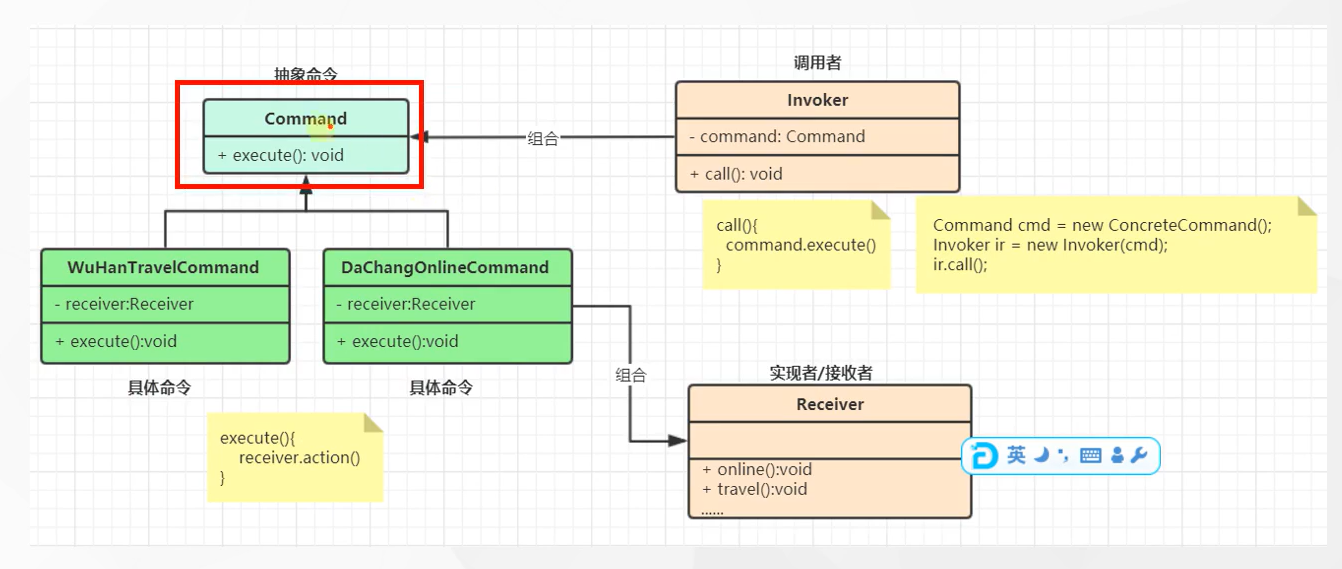 抽象命令
Command
+ execute(): void
组合
调用者
Invoker
- command: Command
+ call(): void
call(){
command.execute()
}
Command cmd = new ConcreteCommand();
Invoker ir = new Invoker(cmd);
ir.call();
WuHanTravelCommand
- receiver:Receiver
+ execute():void
具体命令
DaChangOnlineCommand
- receiver:Receiver
+ execute():void
具体命令
execute(){
receiver.action()
}
组合
实现者/接收者
Receiver
+ online():void
+ travel():void
......
英